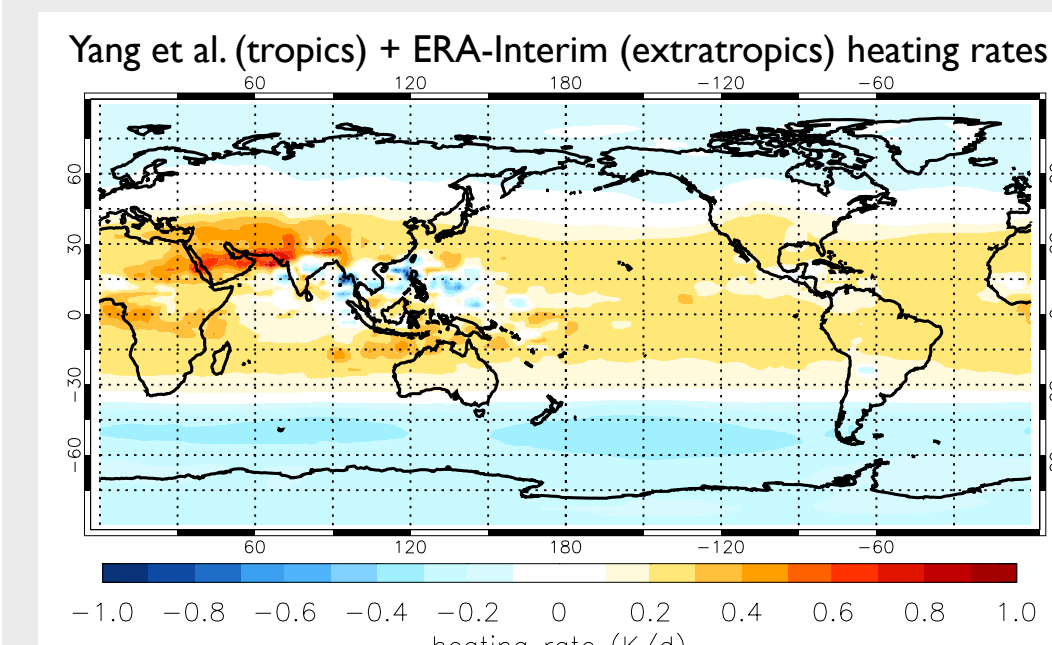 Yang et al. (tropics) + ERA-Interim (extratropics) heating rates
60 120 180 −120 −60
60
30
0
−30
−60
60 120 180 −120 −60
−1.0 −0.8 −0.6 −0.4 −0.2 0 0.2 0.4 0.6 0.8 1.0
heating rate (K/d)